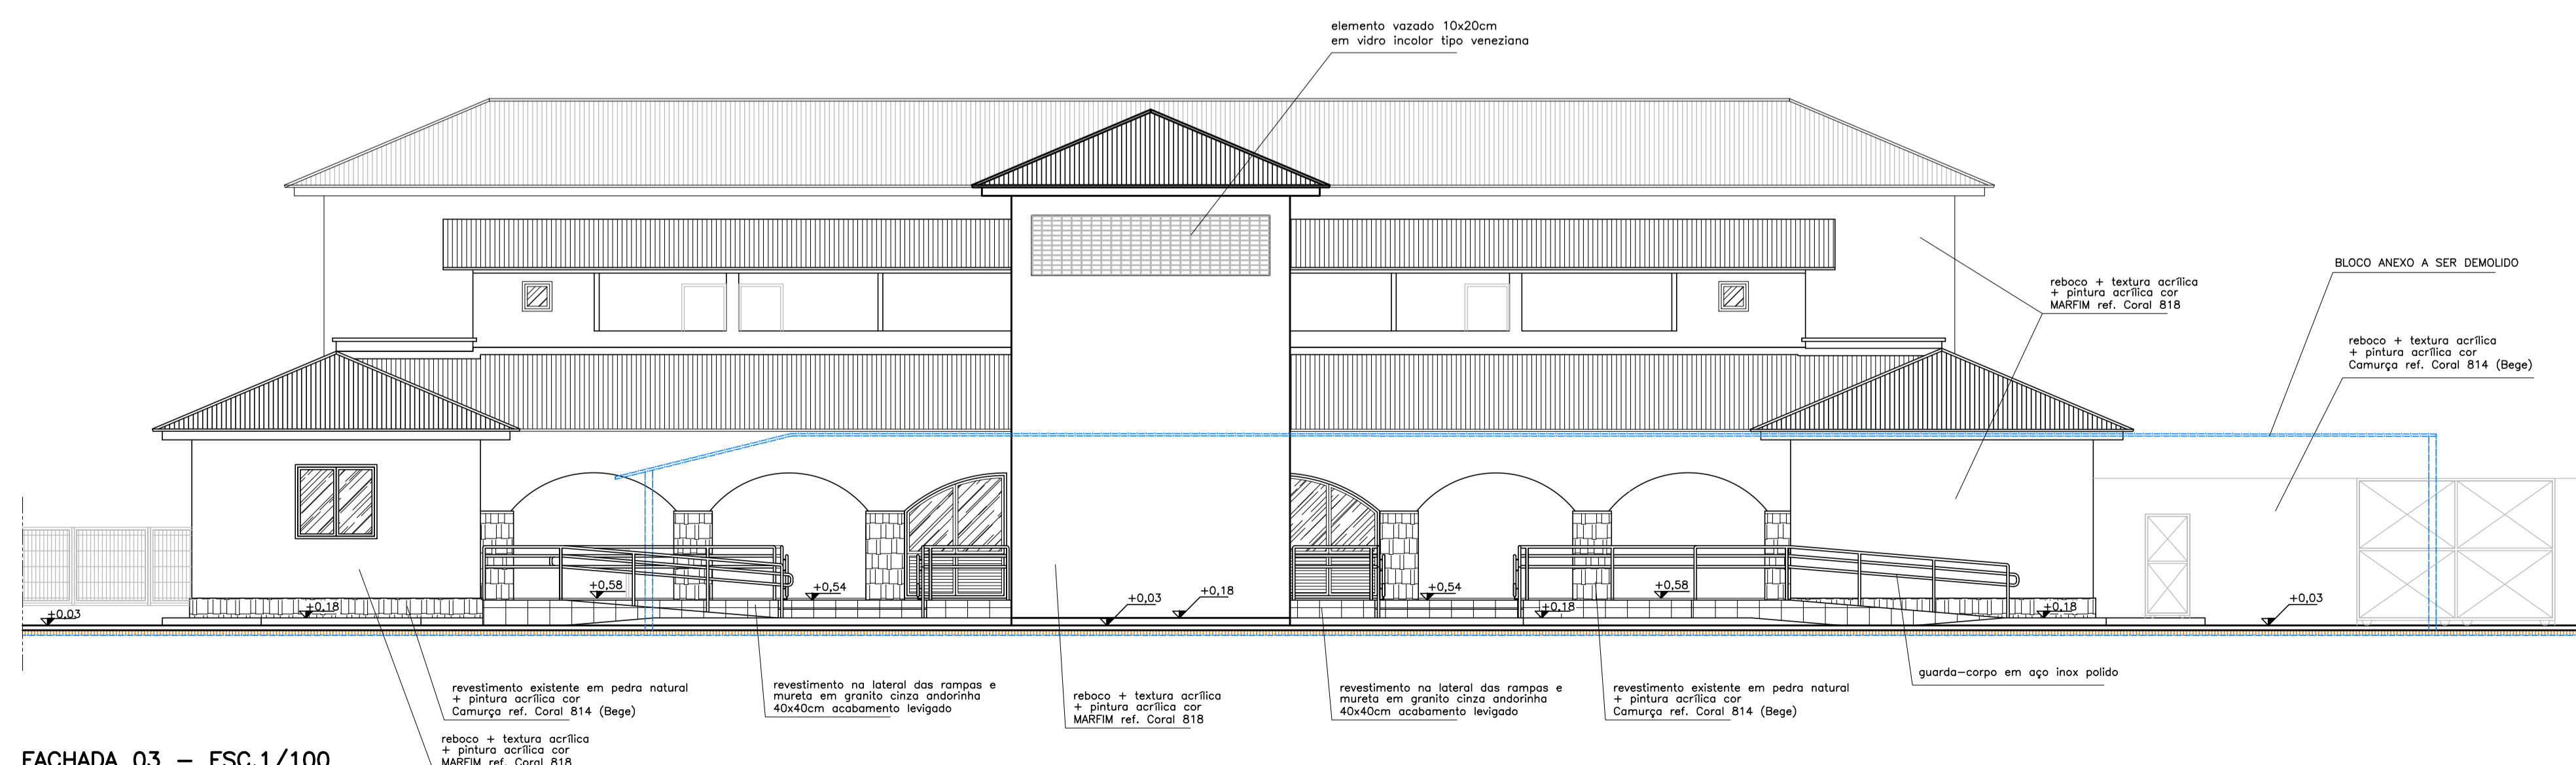 elemento vazado 10x20cm
em vidro incolor tipo veneziana
BLOCO ANEXO A SER DEMOLIDO
reboco + textura acrílica
+ pintura acrílica cor
MARFIM ref. Coral 818
reboco + textura acrílica
+ pintura acrílica cor
Camurça ref. Coral 814 (Bege)
+0,03
+0,18
+0,58
+0,54
+0,03
+0,18
+0,54
+0,18
+0,58
+0,18
+0,03
revestimento existente em pedra natural
+ pintura acrílica cor
Camurça ref. Coral 814 (Bege)
revestimento na lateral das rampas e
mureta em granito cinza andorinha
40x40cm acabamento levigado
reboco + textura acrílica
+ pintura acrílica cor
MARFIM ref. Coral 818
revestimento na lateral das rampas e
mureta em granito cinza andorinha
40x40cm acabamento levigado
revestimento existente em pedra natural
+ pintura acrílica cor
Camurça ref. Coral 814 (Bege)
guarda-corpo em aço inox polido
reboco + textura acrílica
+ pintura acrílica cor
MARFIM ref. Coral 818
FACHADA 03 – ESC.1/100